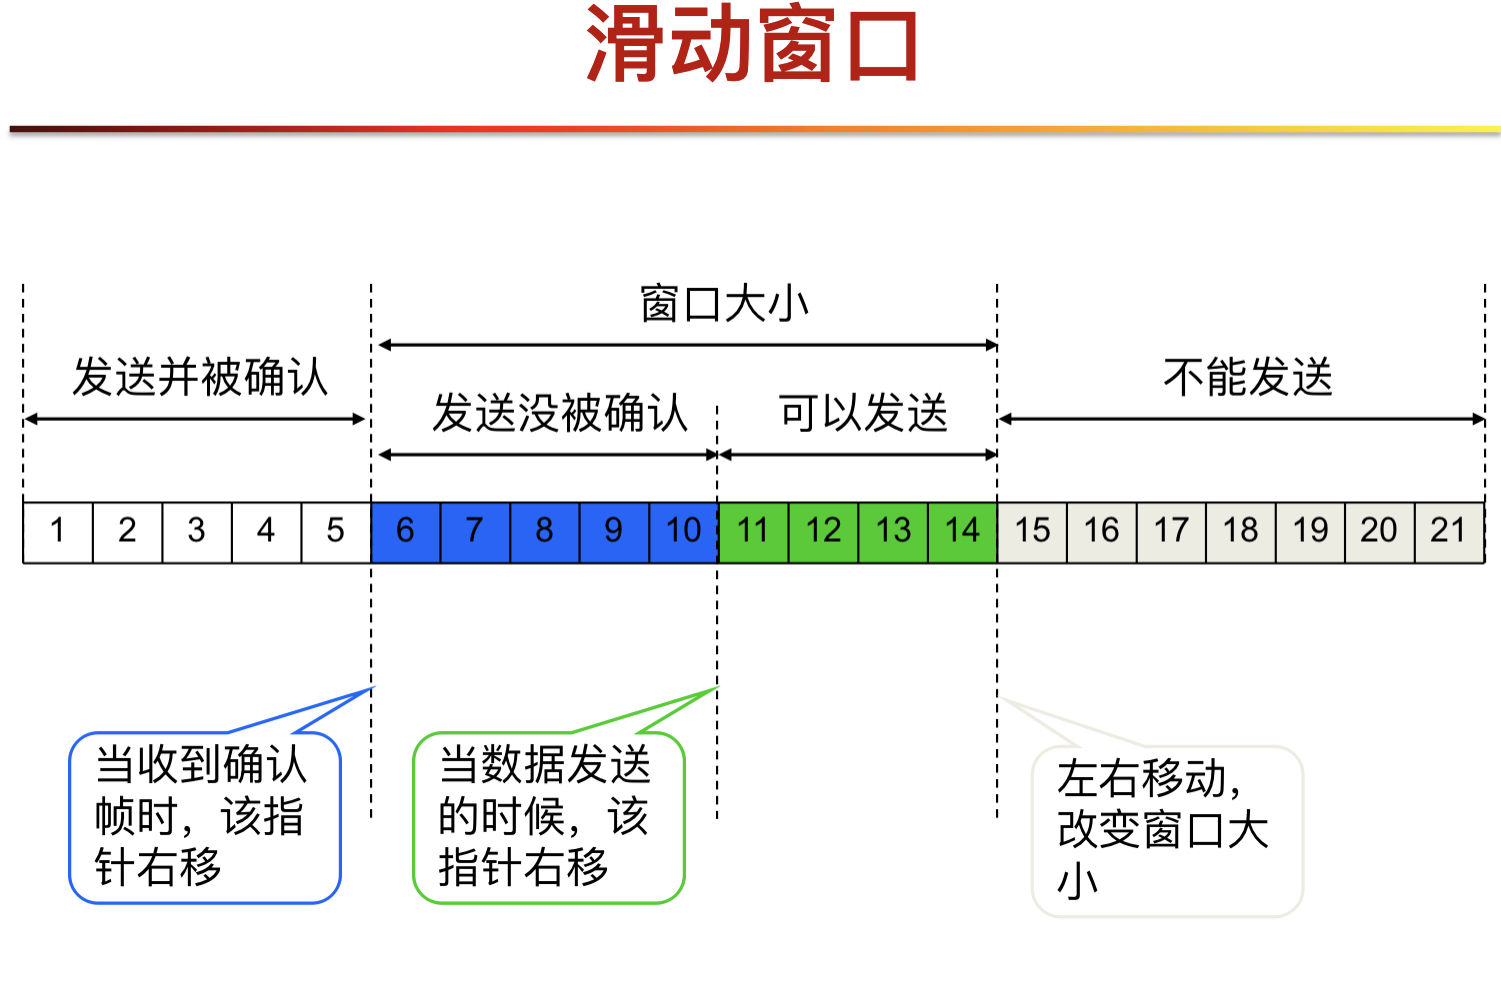 滑动窗口
窗口大小
发送并被确认
不能发送
发送没被确认
可以发送
1 2 3 4 5 6 7 8 9 10 11 12 13 14 15 16 17 18 19 20 21
当收到确认
帧时，该指
针右移
当数据发送
的时候，该
指针右移
左右移动，
改变窗口大
小